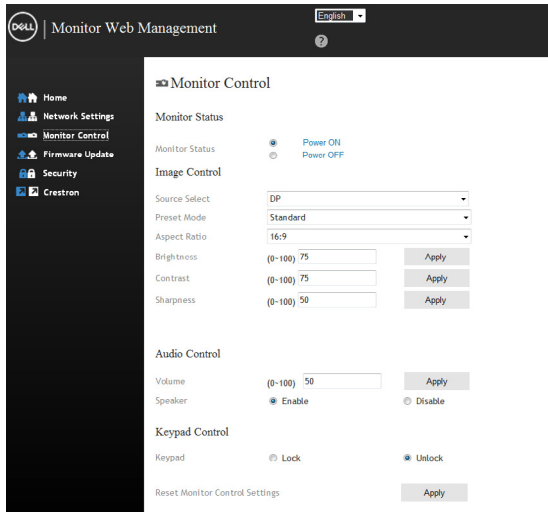 DELL
Monitor Web Management
English
?
Home
Network Settings
Monitor Control
Firmware Update
Security
Crestron
Monitor Control
Monitor Status
Monitor Status
Power ON
Powor OFF
Image Control
Source Select DP
Preset Mode Standard
Aspect Ratio 16:9
Brightness (0~100) 75 Apply
Contrast (0~100) 75 Apply
Sharpness (0~100) 50 Apply
Audio Control
Volume (0~100) 50 Apply
Speaker Enable Disable
Keypad Control
Keypad Lock Unlock
Reset Monitor Control Settings Apply